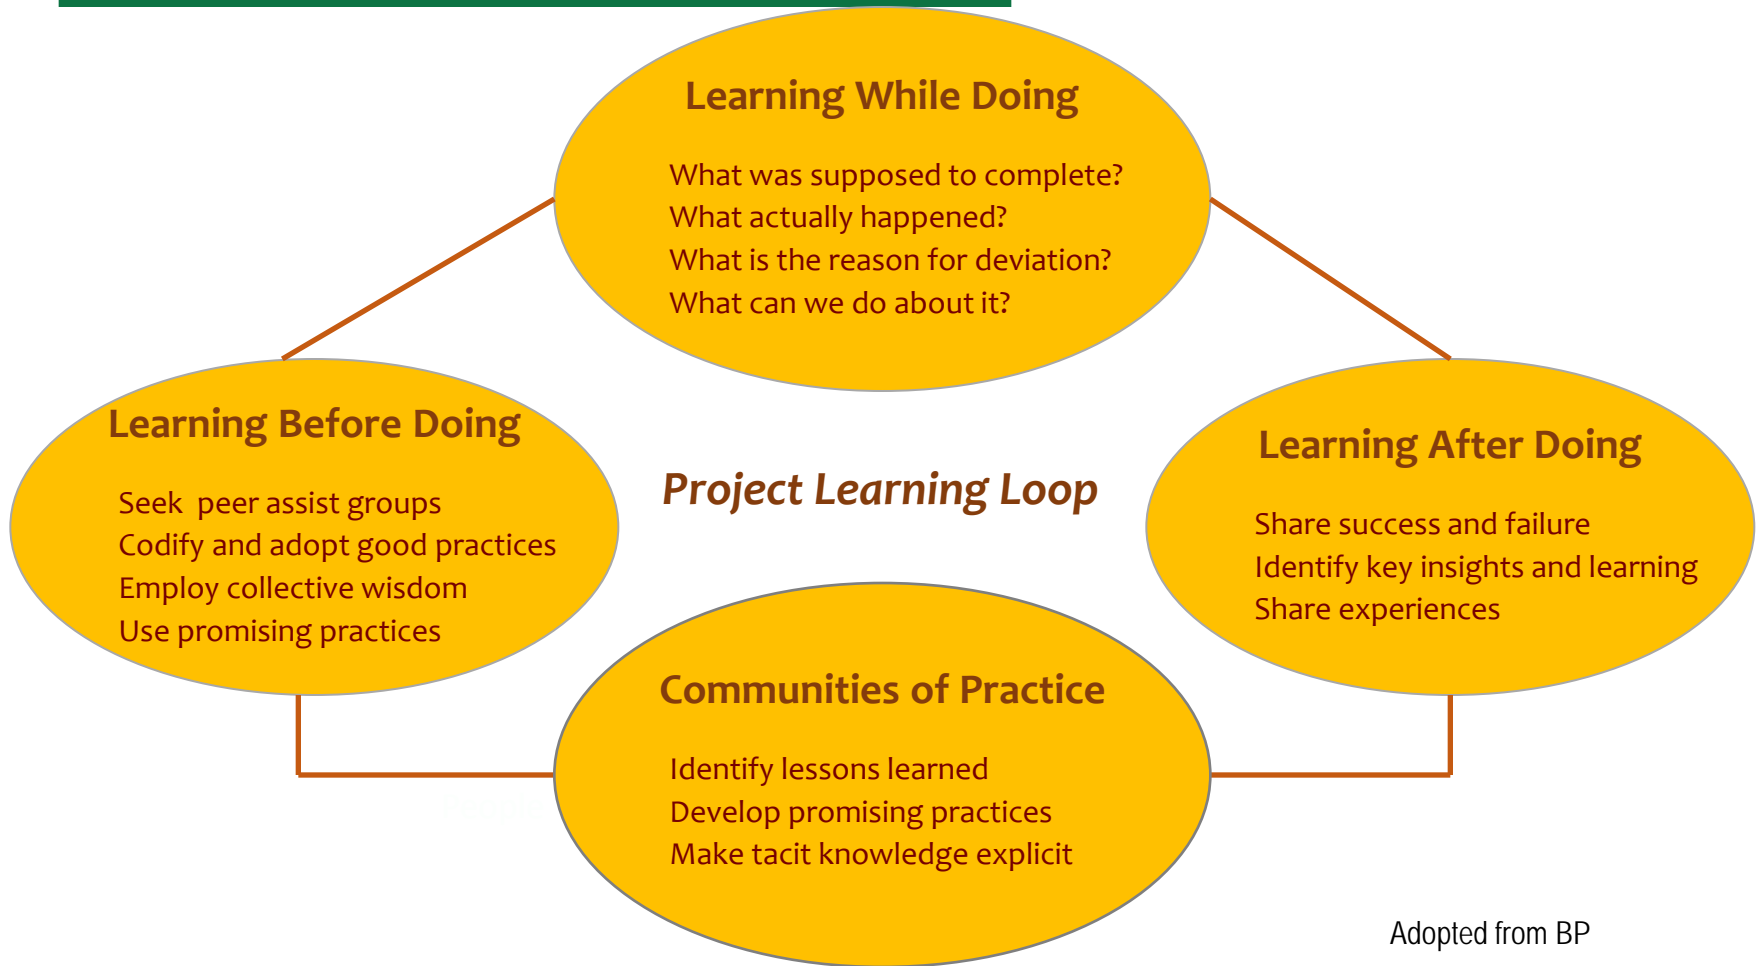 Learning While Doing
What was supposed to complete?
What actually happened?
What is the reason for deviation?
What can we do about it?
Learning Before Doing
Seek peer assist groups
Codify and adopt good practices
Employ collective wisdom
Use promising practices
Project Learning Loop
Learning After Doing
Share success and failure
Identify key insights and learning
Share experiences
Communities of Practice
Identify lessons learned
Develop promising practices
Make tacit knowledge explicit
Adopted from BP